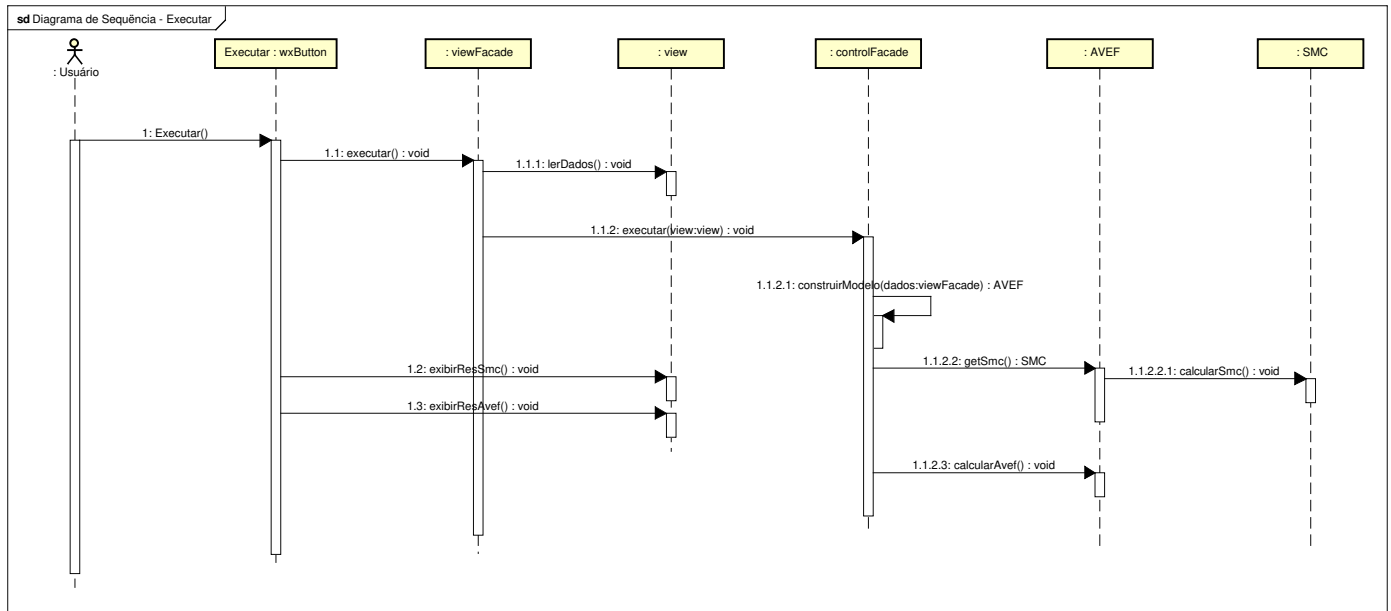 sd Diagrama de Sequência - Executar
: Usuário
Executar : wxButton
: viewFacade
: view
: controlFacade
: AVEF
: SMC
1: Executar()
1.1: executar() : void
1.1.1: lerDados() : void
1.1.2: executar(view:view) : void
1.1.2.1: construirModelo(dados:viewFacade) : AVEF
1.1.2.2: getSmc() : SMC
1.2: exibirResSmc() : void
1.1.2.2.1: calcularSmc() : void
1.3: exibirResAvef() : void
1.1.2.3: calcularAvef() : void